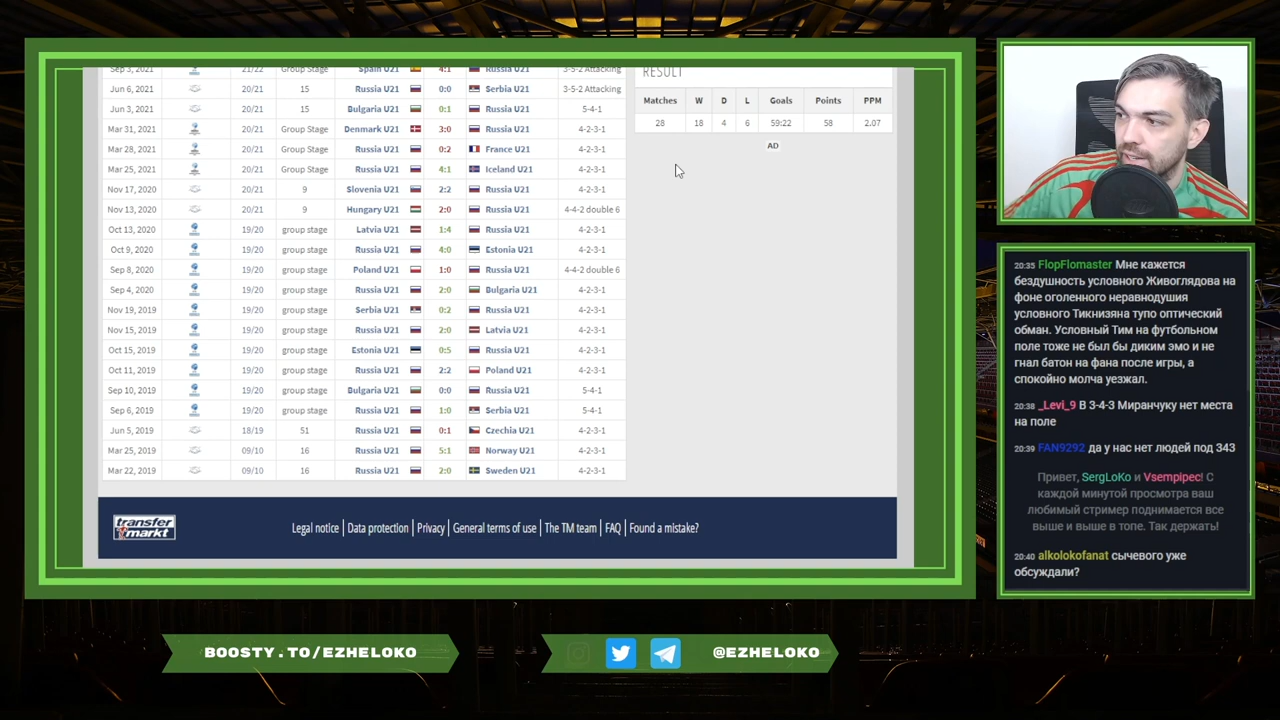 Sep 3, 2021 21/22 Group Stage Spain U21 4:1 Russia U21 3-5-2 Attacking
Jun 6, 2021 20/21 15 Russia U21 0:0 Serbia U21 3-5-2 Attacking
Jun 3, 2021 20/21 15 Bulgaria U21 0:1 Russia U21 5-4-1
Mar 31, 2021 20/21 Group Stage Denmark U21 3:0 Russia U21 4-2-3-1
Mar 28, 2021 20/21 Group Stage Russia U21 0:2 France U21 4-2-3-1
Mar 25, 2021 20/21 Group Stage Russia U21 4:1 Iceland U21 4-2-3-1
Nov 17, 2020 20/21 9 Slovenia U21 2:2 Russia U21 4-2-3-1
Nov 13, 2020 20/21 9 Hungary U21 2:0 Russia U21 4-4-2 double 6
Oct 13, 2020 19/20 group stage Latvia U21 1:4 Russia U21 4-2-3-1
Oct 9, 2020 19/20 group stage Russia U21 4:0 Estonia U21 4-2-3-1
Sep 8, 2020 19/20 group stage Poland U21 1:0 Russia U21 4-4-2 double 6
Sep 4, 2020 19/20 group stage Russia U21 2:0 Bulgaria U21 4-2-3-1
Nov 19, 2019 19/20 group stage Serbia U21 0:2 Russia U21 4-2-3-1
Nov 15, 2019 19/20 group stage Russia U21 2:0 Latvia U21 4-2-3-1
Oct 15, 2019 19/20 group stage Estonia U21 0:5 Russia U21 4-2-3-1
Oct 11, 2019 19/20 group stage Russia U21 2:2 Poland U21 4-2-3-1
Sep 10, 2019 19/20 group stage Bulgaria U21 0:0 Russia U21 5-4-1
Sep 6, 2019 19/20 group stage Russia U21 1:0 Serbia U21 5-4-1
Jun 5, 2019 18/19 51 Russia U21 0:1 Czechia U21 4-2-3-1
Mar 25, 2019 09/10 16 Russia U21 5:1 Norway U21 4-2-3-1
Mar 22, 2019 09/10 16 Russia U21 2:0 Sweden U21 4-2-3-1
RESULT
Matches W D L Goals Points PPM
28 18 4 6 59:22 58 2.07
AD
transfer
markt
Legal notice | Data protection | Privacy | General terms of use | The TM team | FAQ | Found a mistake?
20:35 FlopFlomaster Мне кажется
бездушность условного Живоглядова на
фоне оголенного неравнодушия
условного Тикнизяна тупо оптический
обман. Условный Тим на футбольном
поле тоже не был бы диким эмо и не
гнал батон на фана после игры, а
спокойно молча уезжал.
20:38 _Levi_9 В 3-4-3 Миранчуку нет места
на поле
20:39 FAN9292 да у нас нет людей под 343
Привет, SergLoKo и Vsempipec! С
каждой минутой просмотра ваш
любимый стример поднимается все
выше и выше в топе. Так держать!
20:40 alkolokofanat сычевого уже
обсуждали?
BOOSTY.TO/EZHELOKO
@EZHELOKO